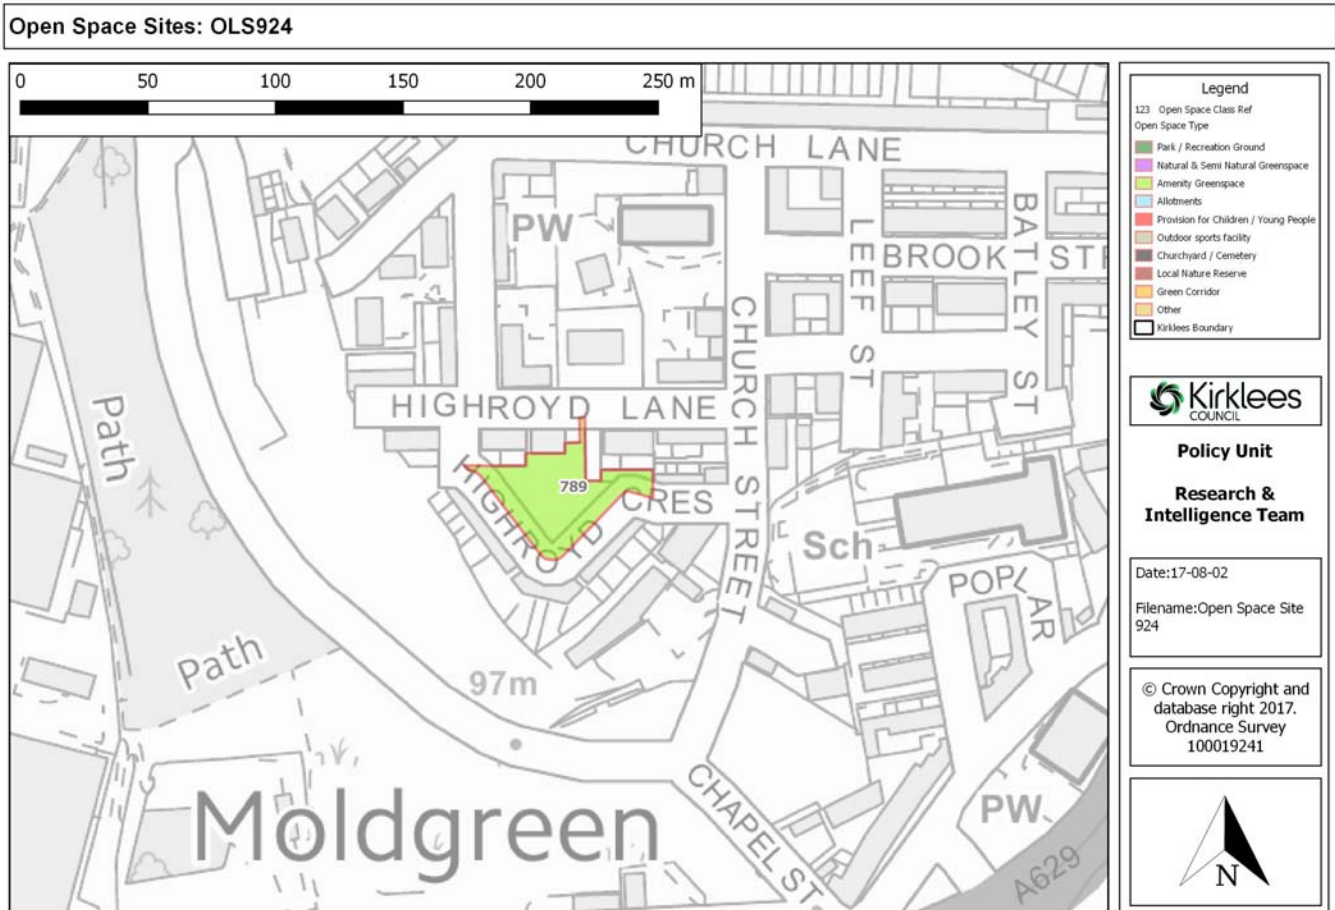 Open Space Sites: OLS924
0 50 100 150 200 250 m
CHURCH LANE
PW
LEEF ST
BROOK STR
BATLEY ST
CHURCH STREET
HIGHROYD LANE
Path
789
HIGHROYD CRES
Sch
POPLAR
Path
97m
Moldgreen
CHAPEL ST
PW
A629
Legend
123 Open Space Class Ref
Open Space Type
Park / Recreation Ground
Natural & Semi Natural Greenspace
Amenity Greenspace
Allotments
Provision for Children / Young People
Outdoor sports facility
Churchyard / Cemetery
Local Nature Reserve
Green Corridor
Other
Kirklees Boundary
Kirklees
COUNCIL
Policy Unit
Research &
Intelligence Team
Date:17-08-02
Filename:Open Space Site
924
© Crown Copyright and
database right 2017.
Ordnance Survey
100019241
N